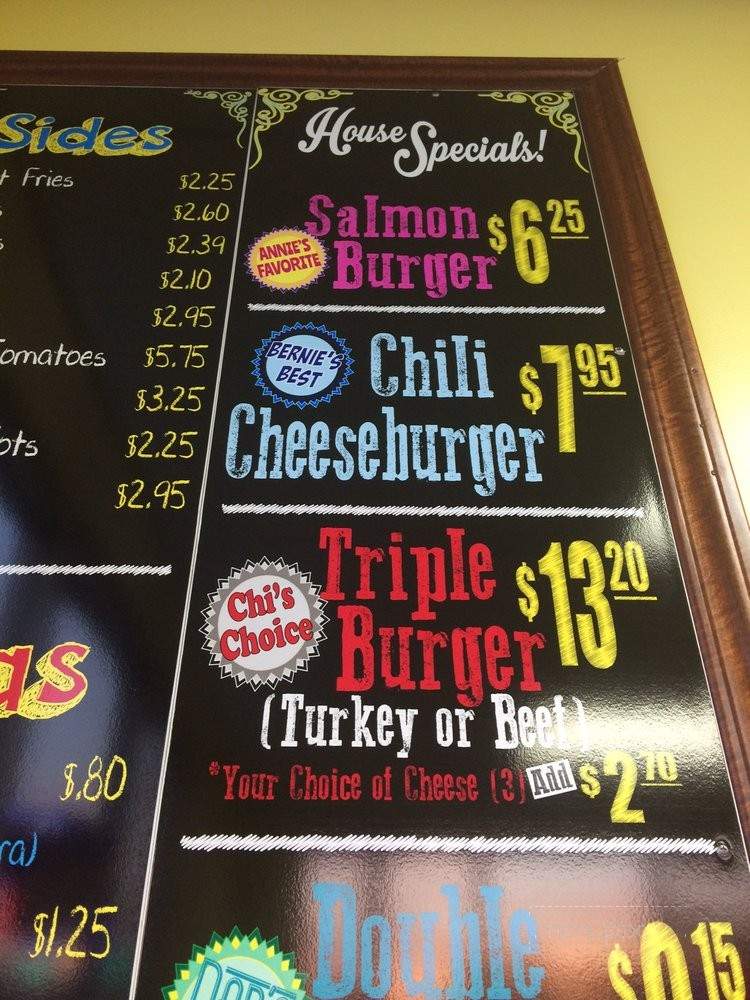 Sides
Fries $2.25
$2.60
$2.39
$2.10
$2.95
omatoes $5.75
$3.25
ots $2.25
$2.95
as
$.80
ra)
$1.25
House Specials!
ANNIE'S FAVORITE
Salmon
Burger
$6 25
BERNIE'S BEST
Chili
Cheeseburger
$7 95
Chi's Choice
Triple
Burger
$13 20
(Turkey or Beef)
*Your Choice of Cheese (3) Add $2 70
Double
15